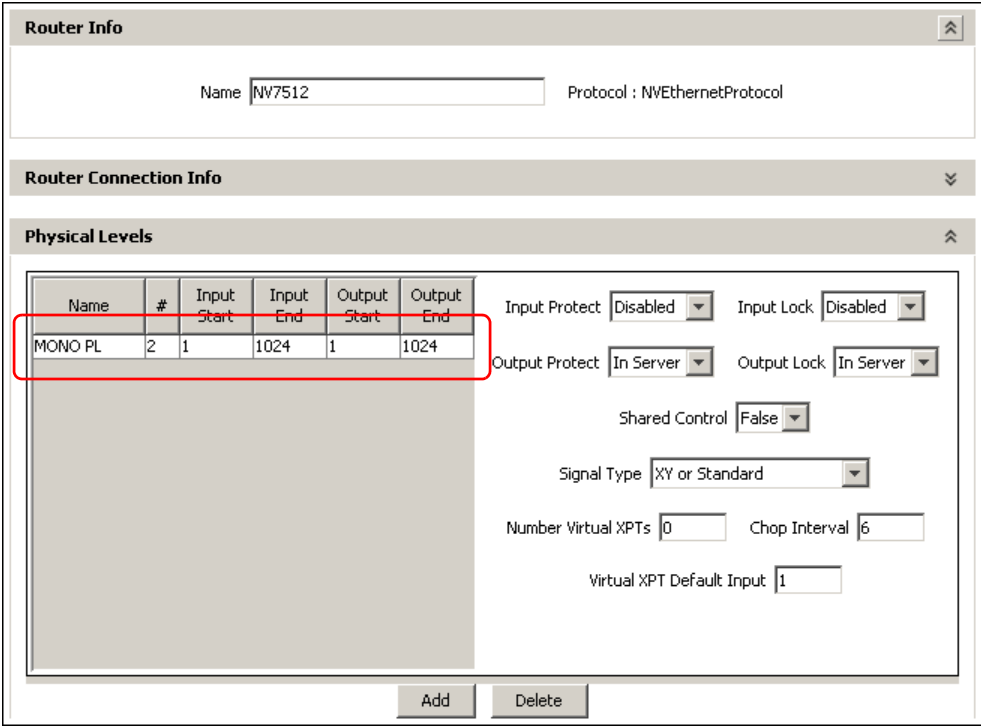 Router Info
Name NV7512 Protocol : NVEthernetProtocol
Router Connection Info
Physical Levels
Name # Input Start Input End Output Start Output End
MONO PL 2 1 1024 1 1024
Input Protect Disabled Input Lock Disabled
Output Protect In Server Output Lock In Server
Shared Control False
Signal Type XY or Standard
Number Virtual XPTs 0 Chop Interval 6
Virtual XPT Default Input 1
Add Delete